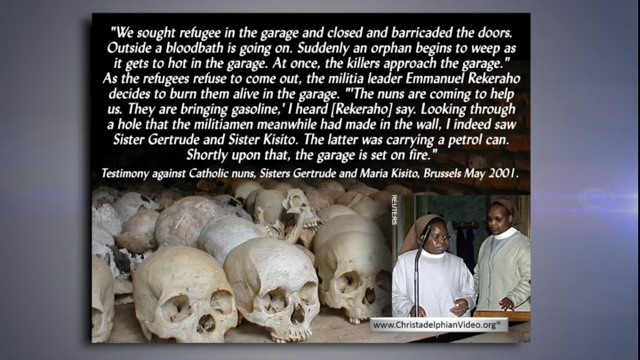 "We sought refugee in the garage and closed and barricaded the doors.
Outside a bloodbath is going on. Suddenly an orphan begins to weep as
it gets to hot in the garage. At once, the killers approach the garage."
As the refugees refuse to come out, the militia leader Emmanuel Rekeraho
decides to burn them alive in the garage. "'The nuns are coming to help
us. They are bringing gasoline,' I heard [Rekeraho] say. Looking through
a hole that the militiamen meanwhile had made in the wall, I indeed saw
Sister Gertrude and Sister Kisito. The latter was carrying a petrol can.
Shortly upon that, the garage is set on fire."
Testimony against Catholic nuns, Sisters Gertrude and Maria Kisito, Brussels May 2001.
REUTERS
www.ChristadelphianVideo.org®